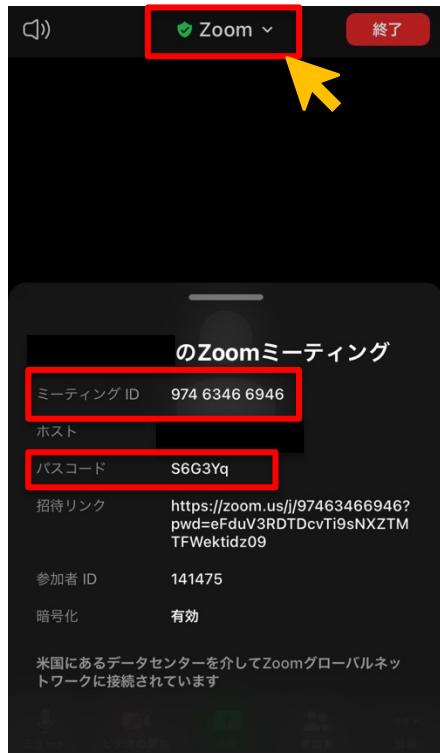 Zoom
終了
のZoomミーティング
ミーティング ID 974 6346 6946
ホスト
パスコード S6G3Yq
招待リンク https://zoom.us/j/97463466946?
pwd=eFduV3RDTDcvTi9sNXZTM
TFWektidz09
参加者 ID 141475
暗号化 有効
米国にあるデータセンターを介してZoomグローバルネッ
トワークに接続されています